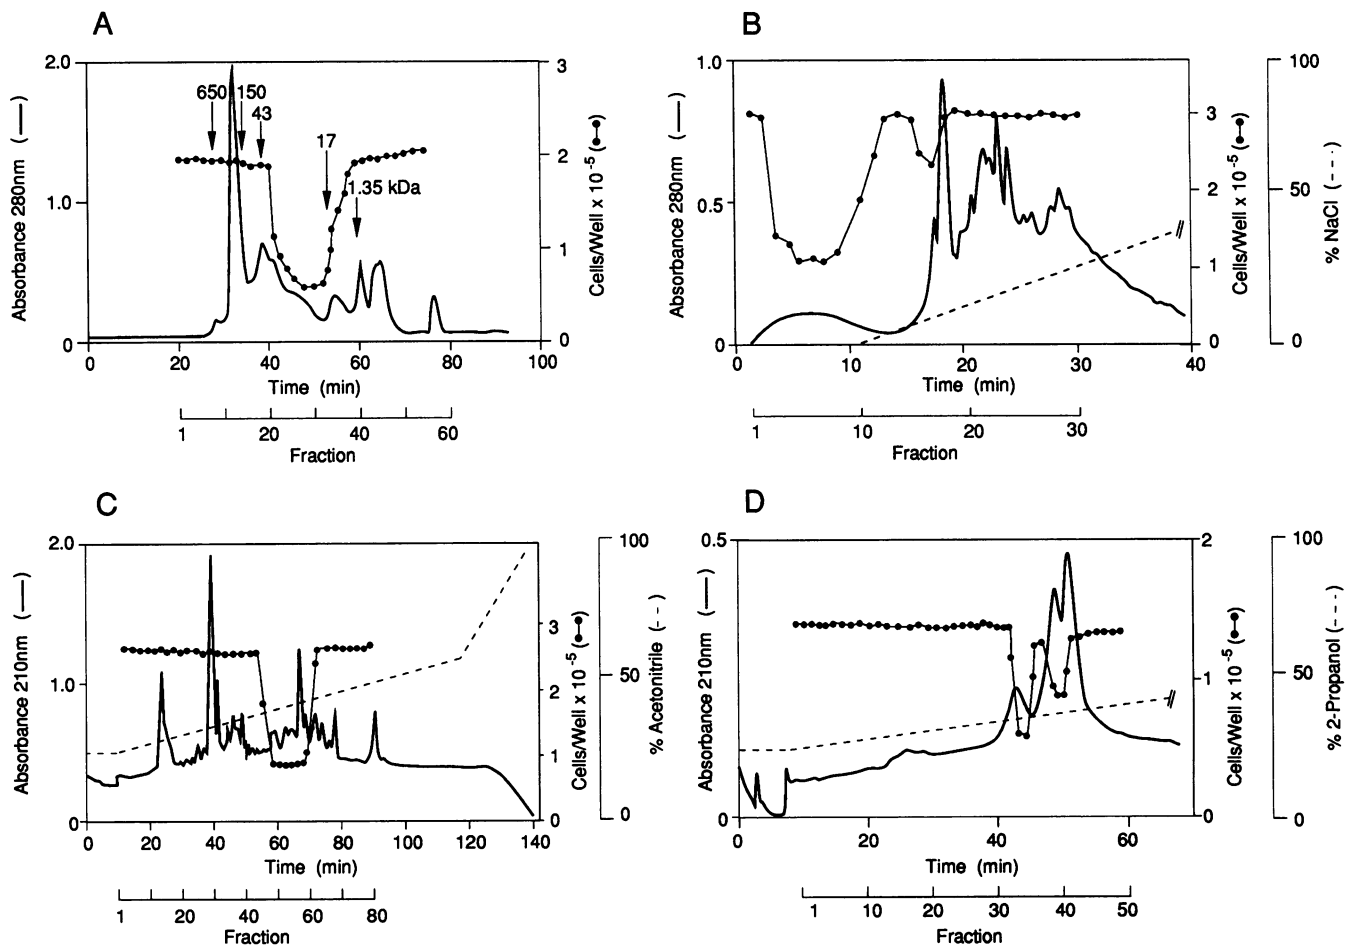 A
2.0
1.0
0
Absorbance 280nm (—)
650
150
43
17
1.35 kDa
3
2
1
0
Cells/Well x 10-5 (●-●)
0 20 40 60 80 100
Time (min)
1 20 40 60
Fraction
B
1.0
0.5
0
Absorbance 280nm (—)
3
2
1
0
Cells/Well x 10-5 (●-●)
100
50
0
% NaCl (---)
0 10 20 30 40
Time (min)
1 10 20 30
Fraction
C
2.0
1.0
0
Absorbance 210nm (—)
3
2
1
0
Cells/Well x 10-5 (●-●)
100
50
0
% Acetonitrile (--)
0 20 40 60 80 100 120 140
Time (min)
1 20 40 60 80
Fraction
D
0.5
0
Absorbance 210nm (—)
2
1
0
Cells/Well x 10-5 (●-●)
100
50
0
% 2-Propanol (---)
0 20 40 60
Time (min)
1 10 20 30 40 50
Fraction